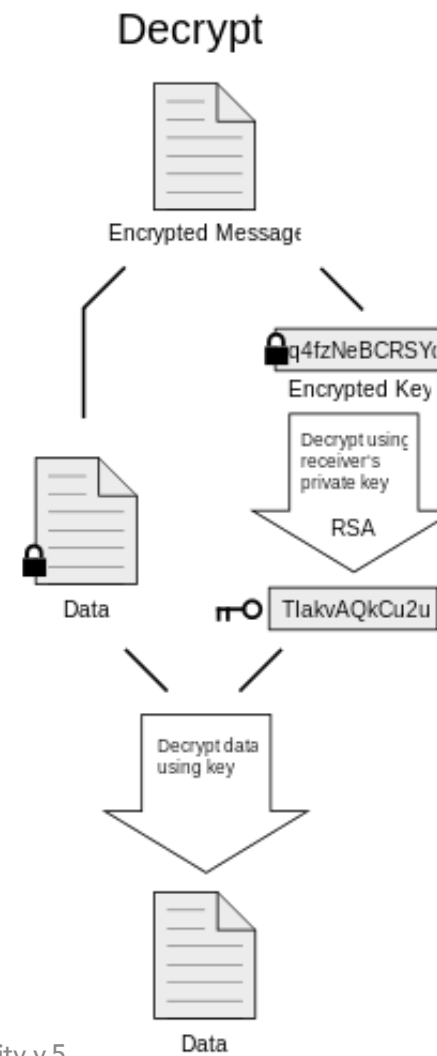 Decrypt
Encrypted Message
q4fzNeBCRSY
Encrypted Key
Decrypt using
receiver's
private key
RSA
Data
TIakvAQkCu2u
Decrypt data
using key
Data
ity v.5